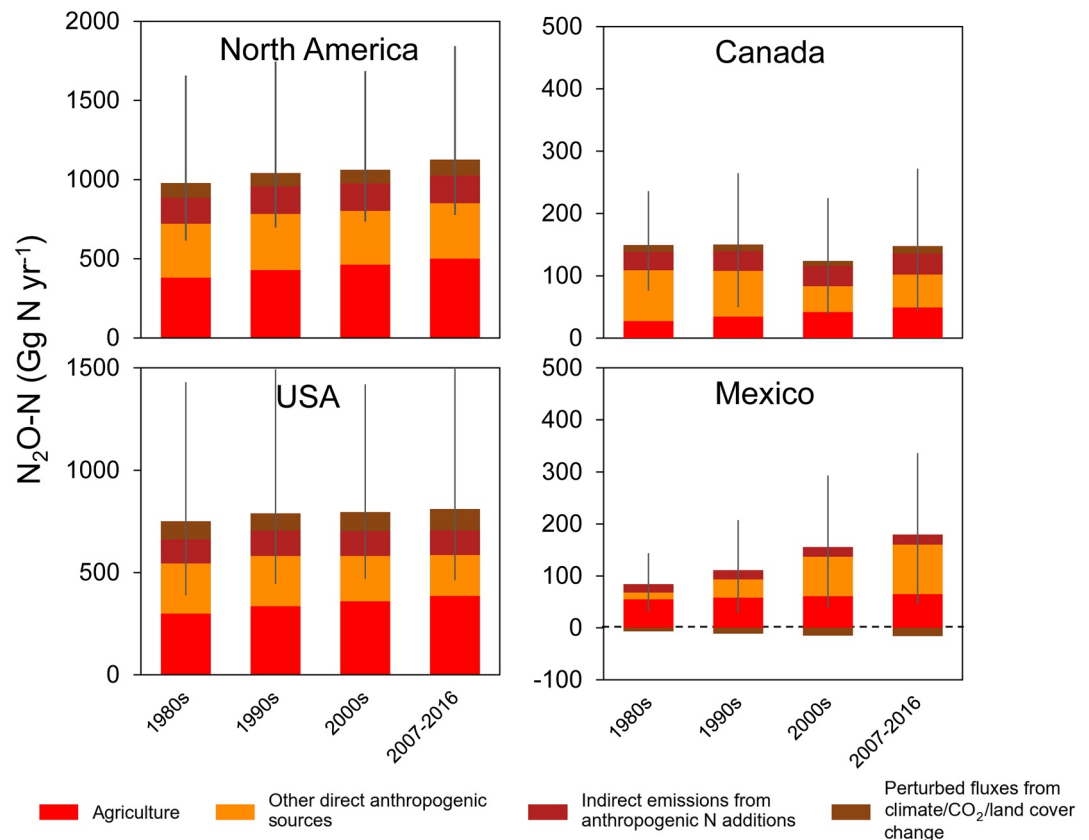 N₂O-N (Gg N yr⁻¹)
North America
2000
1500
1000
500
0
Canada
500
400
300
200
100
0
USA
1500
1000
500
0
1980s
1990s
2000s
2007-2016
Mexico
500
400
300
200
100
0
-100
1980s
1990s
2000s
2007-2016
Agriculture
Other direct anthropogenic
sources
Indirect emissions from
anthropogenic N additions
Perturbed fluxes from
climate/CO₂/land cover
change